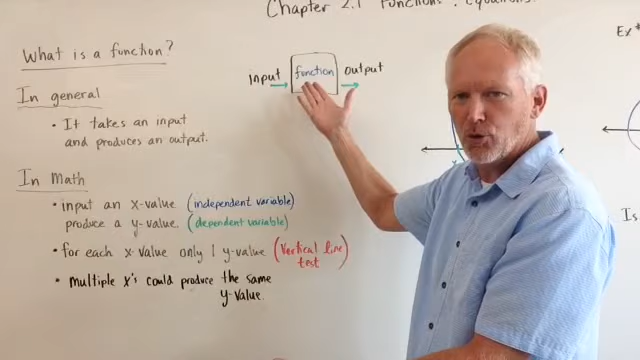 Chapter 2.1 Functions : Equations
What is a function?
input function output
In general
• It takes an input
and produces an output.
In Math
• input an x-value (independent variable)
produce a y-value. (dependent variable)
• for each x-value only 1 y-value (Vertical line
test)
• multiple x's could produce the same
y-value.
Ex
Is